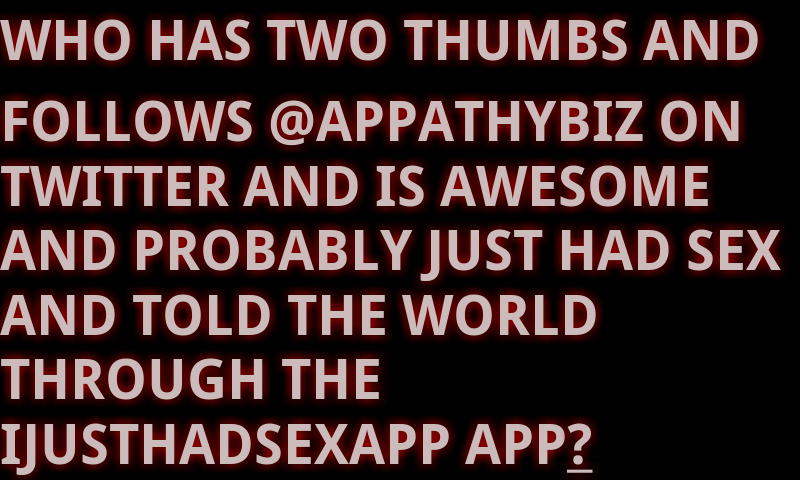 WHO HAS TWO THUMBS AND
FOLLOWS @APPATHYBIZ ON
TWITTER AND IS AWESOME
AND PROBABLY JUST HAD SEX
AND TOLD THE WORLD
THROUGH THE
IJUSTHADSEXAPP APP?